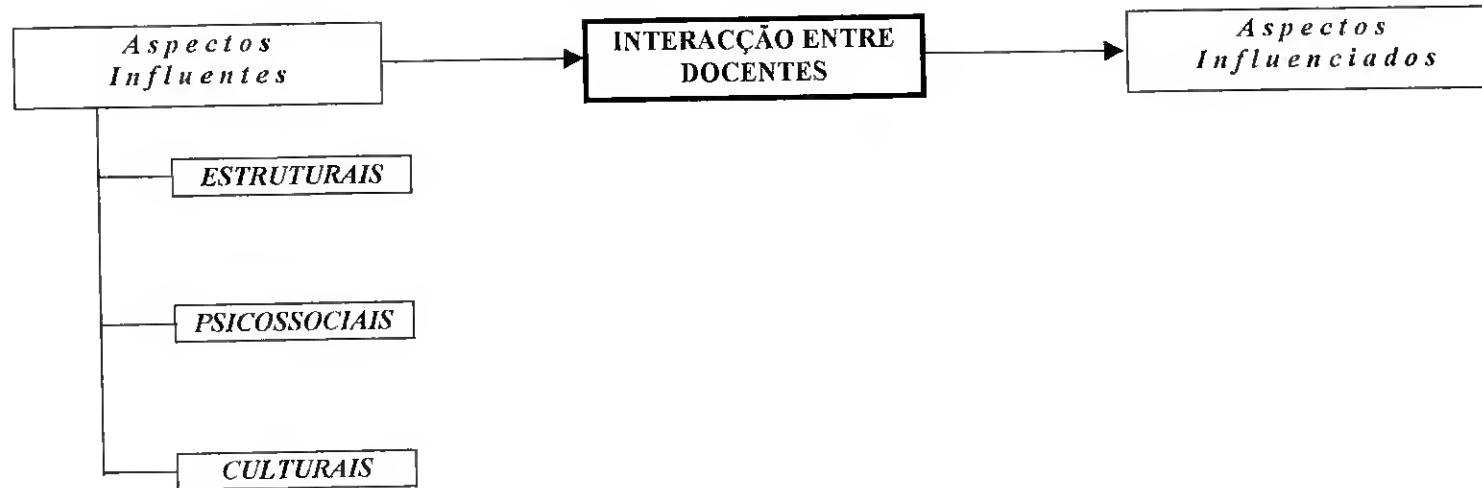 Aspectos
Influentes
INTERACÇÃO ENTRE
DOCENTES
Aspectos
Influenciados
ESTRUTURAIS
PSICOSSOCIAIS
CULTURAIS